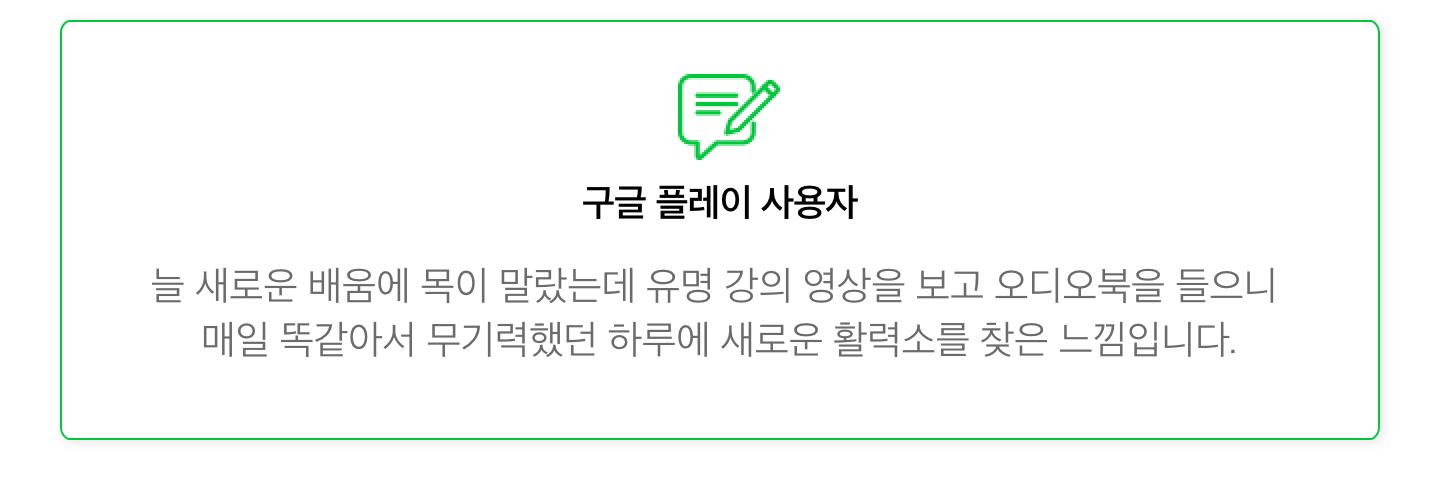 구글 플레이 사용자
늘 새로운 배움에 목이 말랐는데 유명 강의 영상을 보고 오디오북을 들으니
매일 똑같아서 무기력했던 하루에 새로운 활력소를 찾은 느낌입니다.